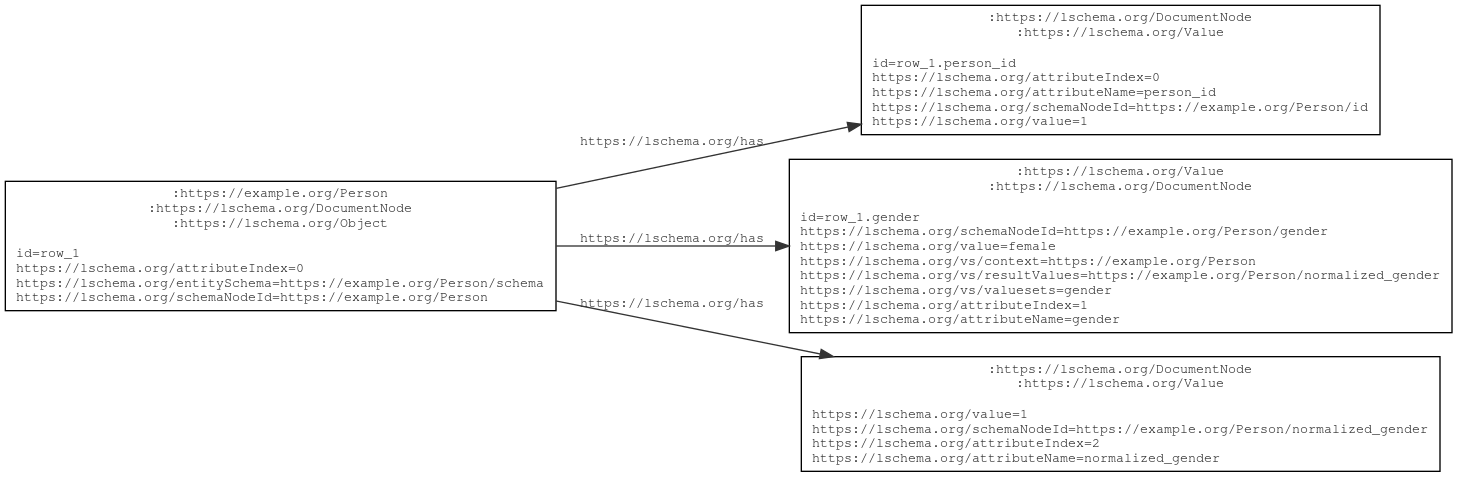 :https://example.org/Person
:https://lschema.org/DocumentNode
:https://lschema.org/Object
id=row_1
https://lschema.org/attributeIndex=0
https://lschema.org/entitySchema=https://example.org/Person/schema
https://lschema.org/schemaNodeId=https://example.org/Person
https://lschema.org/has
https://lschema.org/has
https://lschema.org/has
:https://lschema.org/DocumentNode
:https://lschema.org/Value
id=row_1.person_id
https://lschema.org/attributeIndex=0
https://lschema.org/attributeName=person_id
https://lschema.org/schemaNodeId=https://example.org/Person/id
https://lschema.org/value=1
:https://lschema.org/Value
:https://lschema.org/DocumentNode
id=row_1.gender
https://lschema.org/schemaNodeId=https://example.org/Person/gender
https://lschema.org/value=female
https://lschema.org/vs/context=https://example.org/Person
https://lschema.org/vs/resultValues=https://example.org/Person/normalized_gender
https://lschema.org/vs/valuesets=gender
https://lschema.org/attributeIndex=1
https://lschema.org/attributeName=gender
:https://lschema.org/DocumentNode
:https://lschema.org/Value
https://lschema.org/value=1
https://lschema.org/schemaNodeId=https://example.org/Person/normalized_gender
https://lschema.org/attributeIndex=2
https://lschema.org/attributeName=normalized_gender